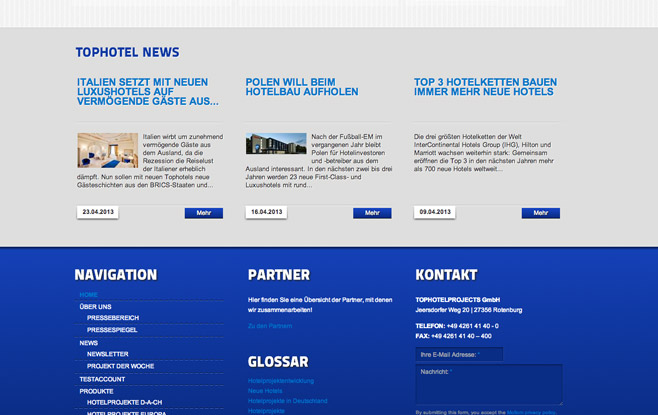 TOPHOTEL NEWS
ITALIEN SETZT MIT NEUEN
LUXUSHOTELS AUF
VERMÖGENDE GÄSTE AUS...
Italien wirbt um zunehmend
vermögende Gäste aus
dem Ausland, da die
Rezession die Reiselust
der Italiener erheblich
dämpft. Nun sollen mit neuen Tophotels neue
Gästeschichten aus den BRICS-Staaten und...
23.04.2013
Mehr
POLEN WILL BEIM
HOTELBAU AUFHOLEN
Nach der Fußball-EM im
vergangenen Jahr bleibt
Polen für Hotelinvestoren
und -betreiber aus dem
Ausland interessant. In den nächsten zwei bis drei
Jahren werden 23 neue First-Class- und
Luxushotels mit rund...
16.04.2013
Mehr
TOP 3 HOTELKETTEN BAUEN
IMMER MEHR NEUE HOTELS
Die drei größten Hotelketten der Welt
InterContinental Hotels Group (IHG), Hilton und
Marriott wachsen weiterhin stark: Gemeinsam
eröffnen die Top 3 in den nächsten Jahren mehr
als 700 neue Hotels weltweit...
09.04.2013
Mehr
NAVIGATION
HOME
ÜBER UNS
PRESSEBEREICH
PRESSESPIEGEL
NEWS
NEWSLETTER
PROJEKT DER WOCHE
TESTACCOUNT
PRODUKTE
HOTELPROJEKTE D-A-CH
HOTELPROJEKTE EUROPA
PARTNER
Hier finden Sie eine Übersicht der Partner, mit denen
wir zusammenarbeiten!
Zu den Partnern
GLOSSAR
Hotelprojektentwicklung
Neue Hotels
Hotelprojekte in Deutschland
Hotelprojekte
KONTAKT
TOPHOTELPROJECTS GmbH
Jeersdorfer Weg 20 | 27356 Rotenburg
TELEFON: +49 4261 41 40 - 0
FAX: +49 4261 41 40 – 400
Ihre E-Mail Adresse: *
Nachricht: *
By submitting this form, you accept the Mollom privacy policy.